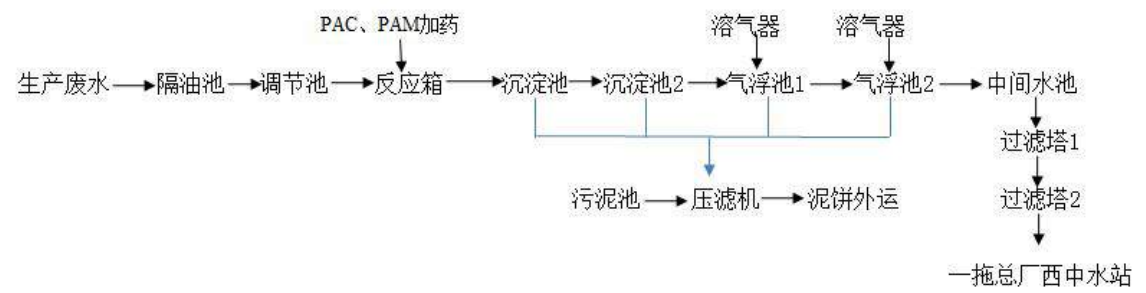 PAC、PAM加药
溶气器
溶气器
生产废水
隔油池
调节池
反应箱
沉淀池
沉淀池2
气浮池1
气浮池2
中间水池
过滤塔1
污泥池
压滤机
泥饼外运
过滤塔2
一拖总厂西中水站